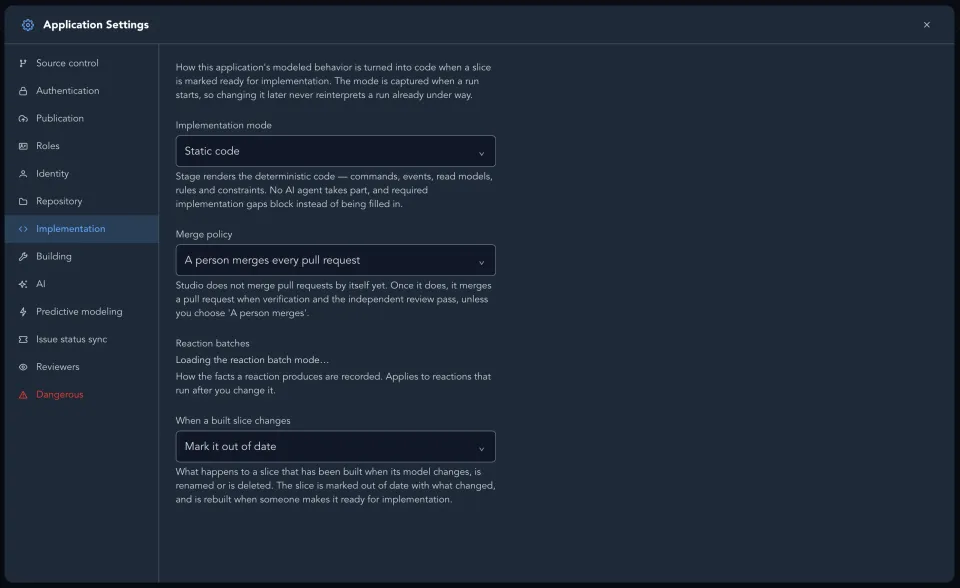 Application Settings
Source control
Authentication
Publication
Roles
Identity
Repository
Implementation
Building
AI
Predictive modeling
Issue status sync
Reviewers
Dangerous
How this application's modeled behavior is turned into code when a slice
is marked ready for implementation. The mode is captured when a run
starts, so changing it later never reinterprets a run already under way.
Implementation mode
Static code
Stage renders the deterministic code — commands, events, read models,
rules and constraints. No AI agent takes part, and required
implementation gaps block instead of being filled in.
Merge policy
A person merges every pull request
Studio does not merge pull requests by itself yet. Once it does, it merges
a pull request when verification and the independent review pass, unless
you choose 'A person merges'.
Reaction batches
Loading the reaction batch mode...
How the facts a reaction produces are recorded. Applies to reactions that
run after you change it.
When a built slice changes
Mark it out of date
What happens to a slice that has been built when its model changes, is
renamed or is deleted. The slice is marked out of date with what changed,
and is rebuilt when someone makes it ready for implementation.